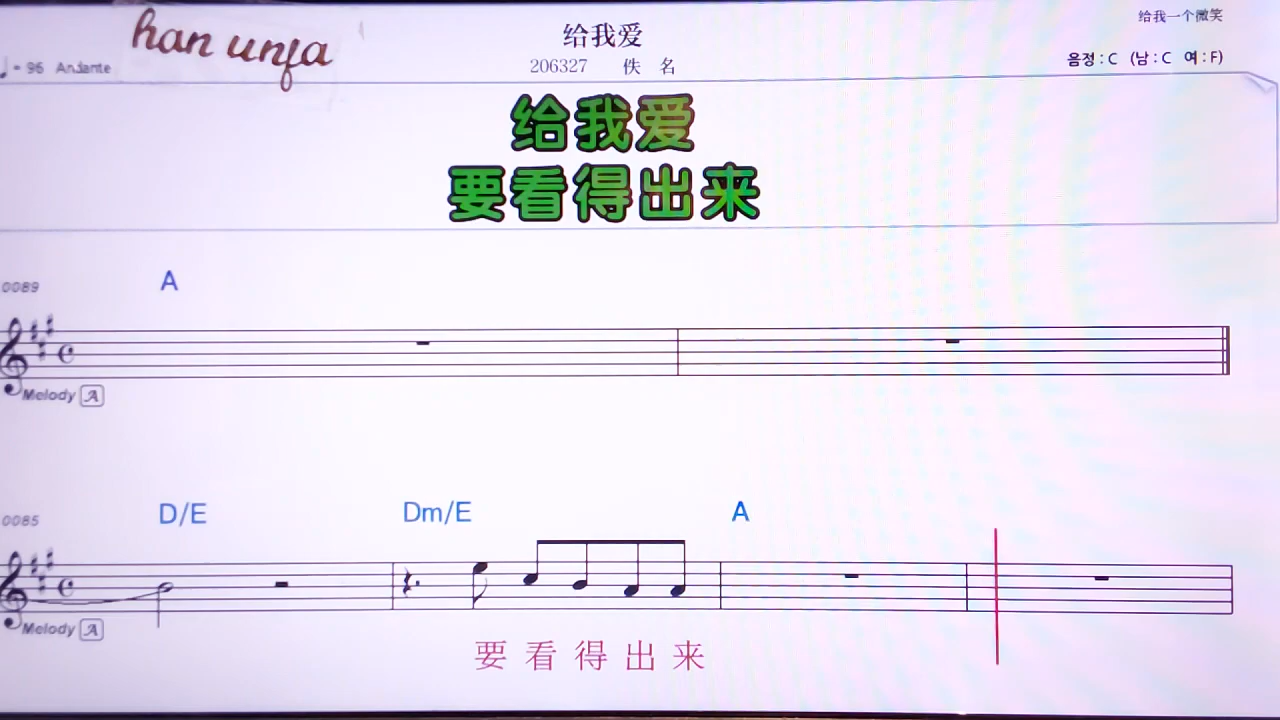 han unfa
给我爱
给我一个微笑
♩= 96 Andante
206327 佚 名
음정 : C (남 : C 여 : F)
给我爱
要看得出来
0089
A
Melody A
0085
D/E Dm/E A
Melody A
要 看 得 出 来